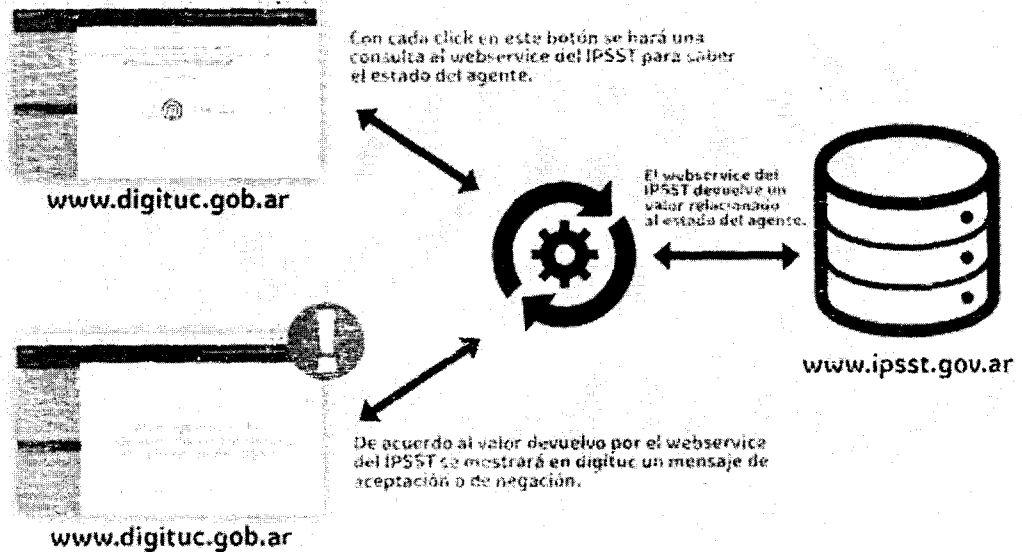 Con cada click en este botón se hará una
consulta al webservice del IPSST para saber
el estado del agente.
www.digituc.gob.ar
El webservice del
IPSST devuelve un
valor relacionado
al estado del agente.
www.ipsst.gov.ar
De acuerdo al valor devuelvo por el webservice
del IPSST se mostrará en digituc un mensaje de
aceptación o de negación.
www.digituc.gob.ar